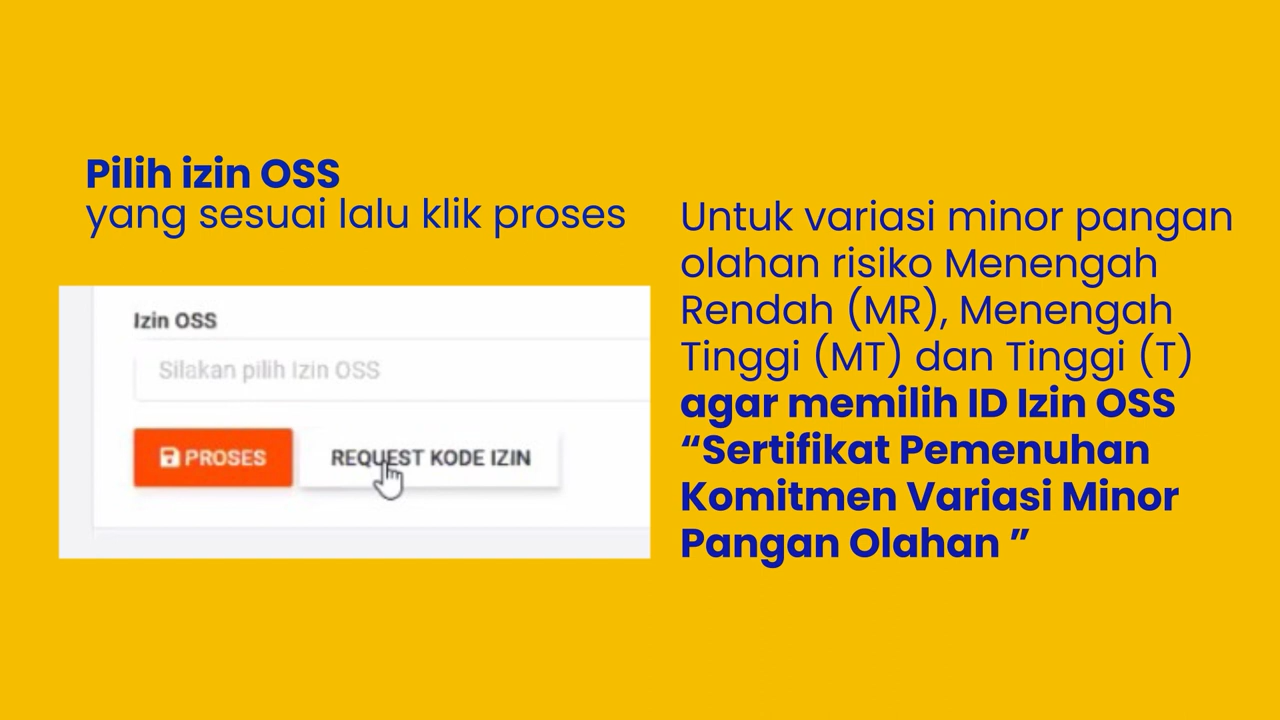 Pilih izin OSS
yang sesuai lalu klik proses
Izin OSS
Silakan pilih Izin OSS
PROSES
REQUEST KODE IZIN
Untuk variasi minor pangan
olahan risiko Menengah
Rendah (MR), Menengah
Tinggi (MT) dan Tinggi (T)
agar memilih ID Izin OSS
“Sertifikat Pemenuhan
Komitmen Variasi Minor
Pangan Olahan ”